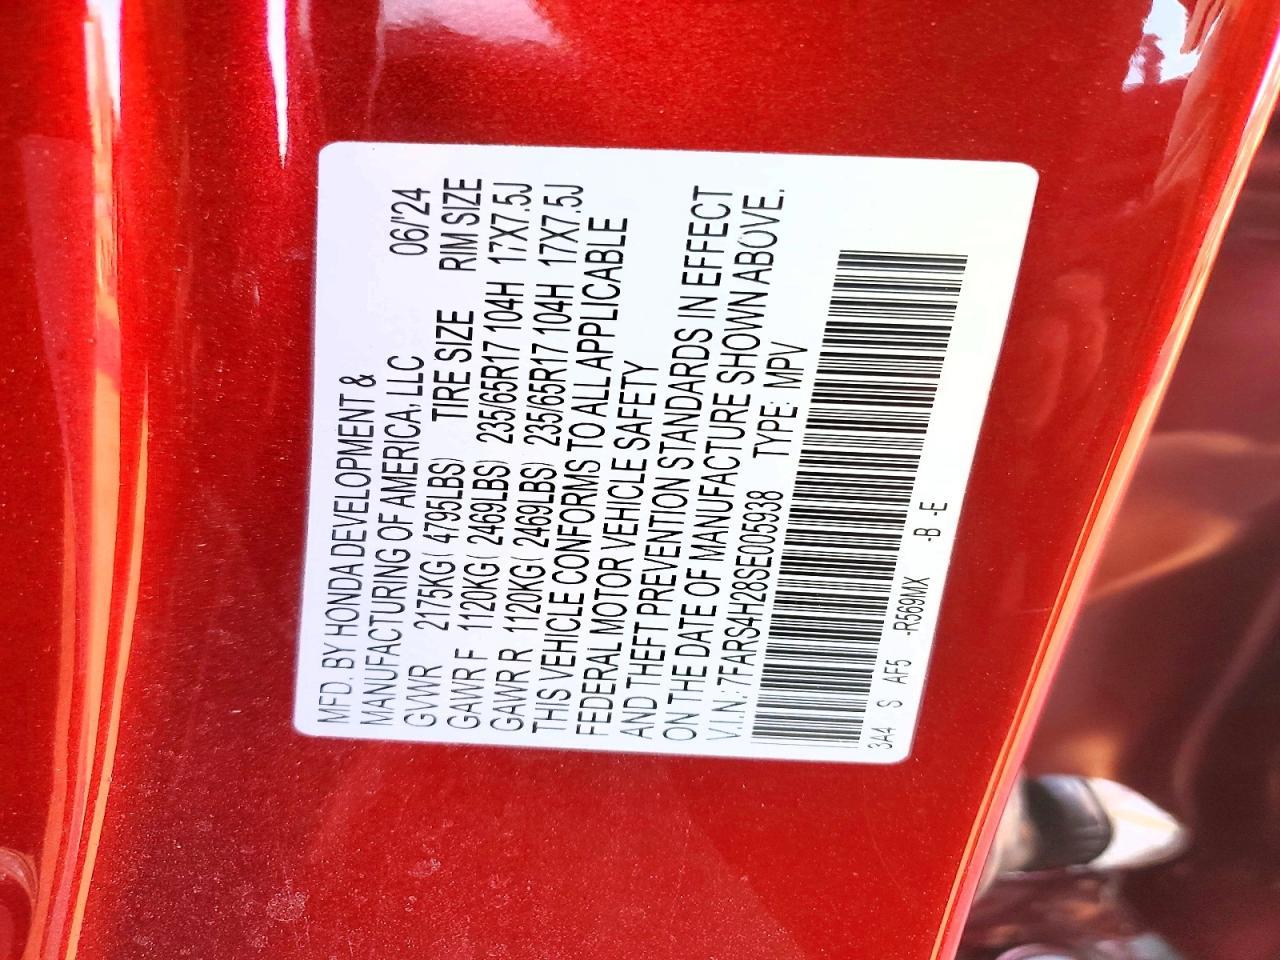 MFD. BY HONDA DEVELOPMENT &
MANUFACTURING OF AMERICA, LLC 06/'24
GVWR 2175KG( 4795LBS) TIRE SIZE RIM SIZE
GAWR F 1120KG( 2469LBS) 235/65R17 104H 17X7.5J
GAWR R 1120KG( 2469LBS) 235/65R17 104H 17X7.5J
THIS VEHICLE CONFORMS TO ALL APPLICABLE
FEDERAL MOTOR VEHICLE SAFETY
AND THEFT PREVENTION STANDARDS IN EFFECT
ON THE DATE OF MANUFACTURE SHOWN ABOVE.
V.I.N.: 7FARS4H28SE005938 TYPE: MPV
3A4 S AF5 -R569MX -B -E